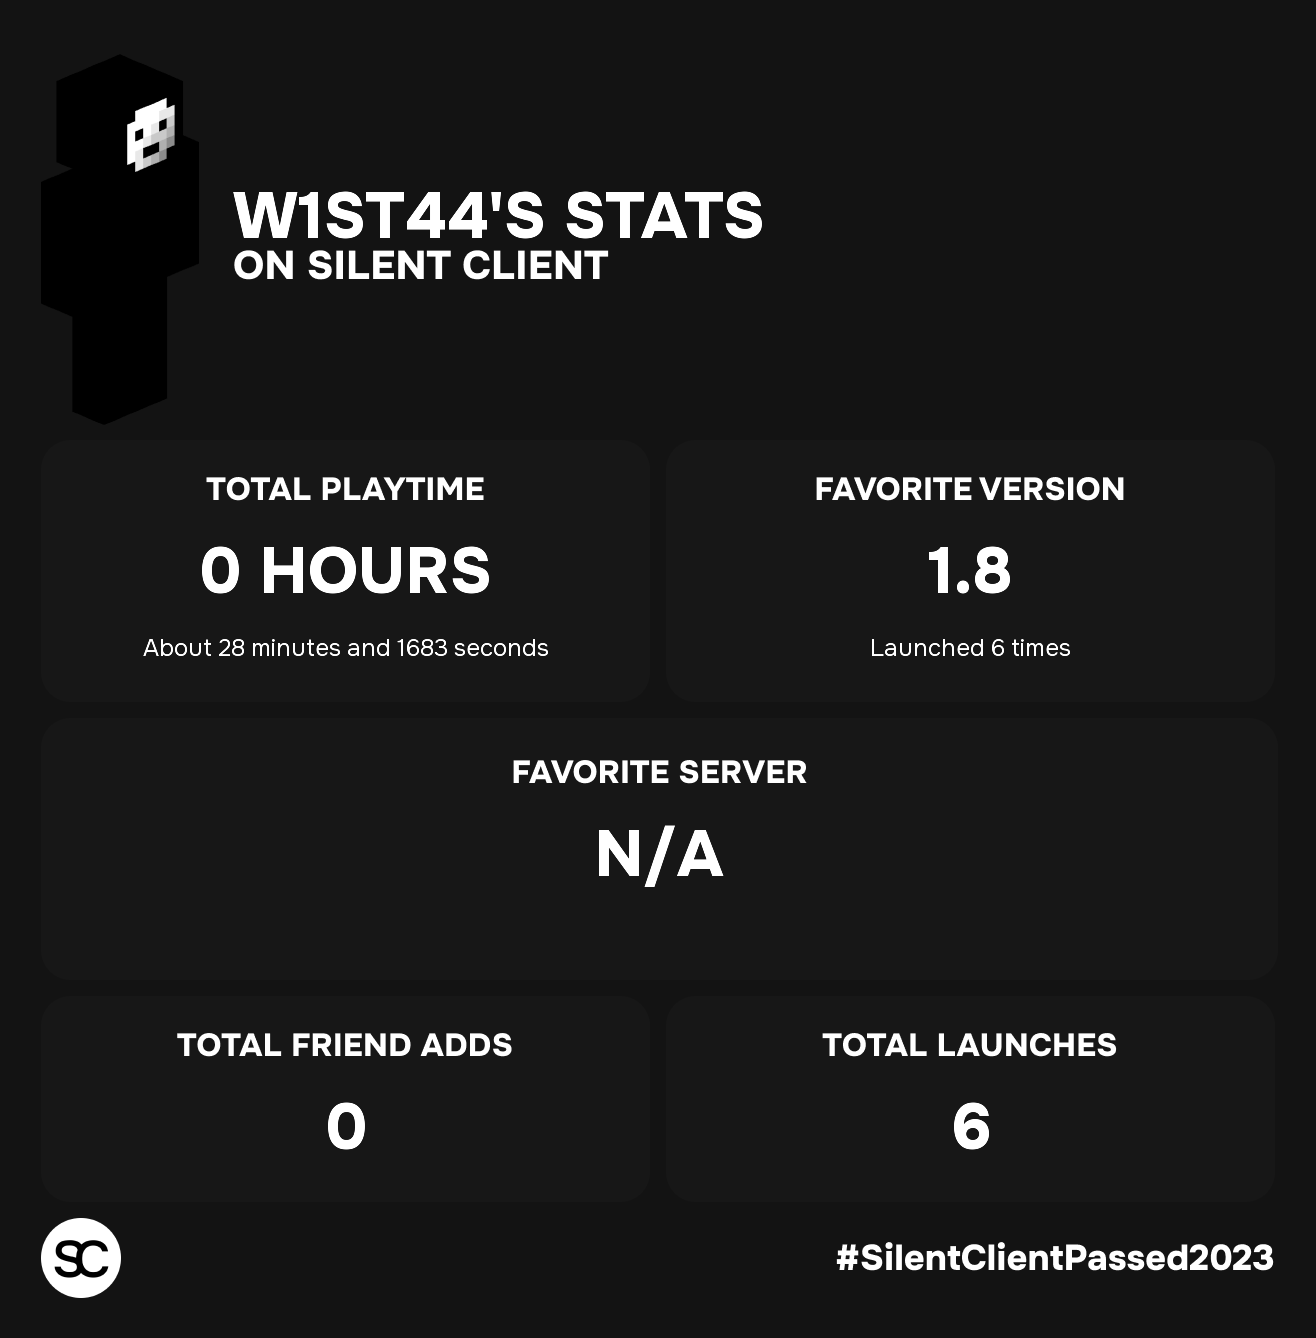 W1ST44'S STATS
ON SILENT CLIENT
TOTAL PLAYTIME
0 HOURS
About 28 minutes and 1683 seconds
FAVORITE VERSION
1.8
Launched 6 times
FAVORITE SERVER
N/A
TOTAL FRIEND ADDS
0
TOTAL LAUNCHES
6
SC
#SilentClientPassed2023